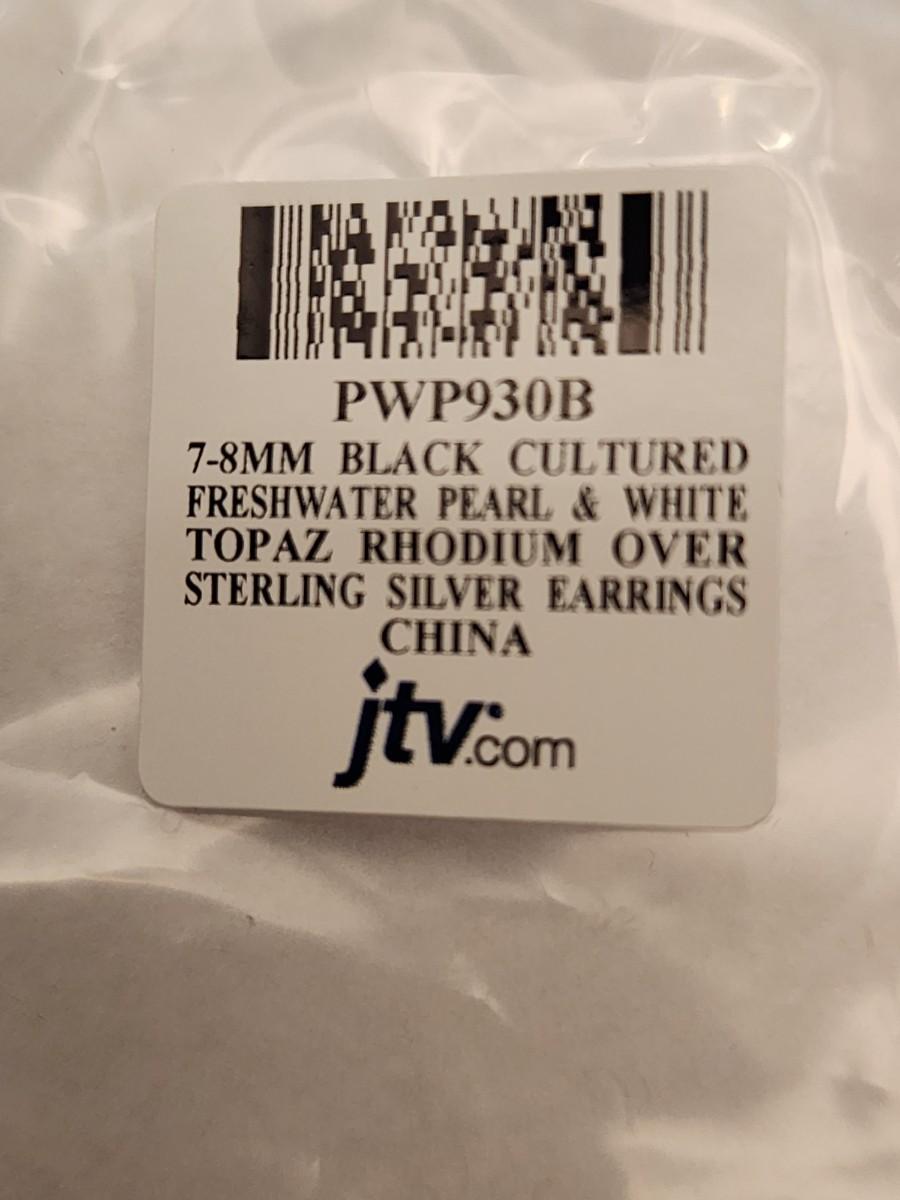 PWP930B
7-8MM BLACK CULTURED
FRESHWATER PEARL & WHITE
TOPAZ RHODIUM OVER
STERLING SILVER EARRINGS
CHINA
jtv.com